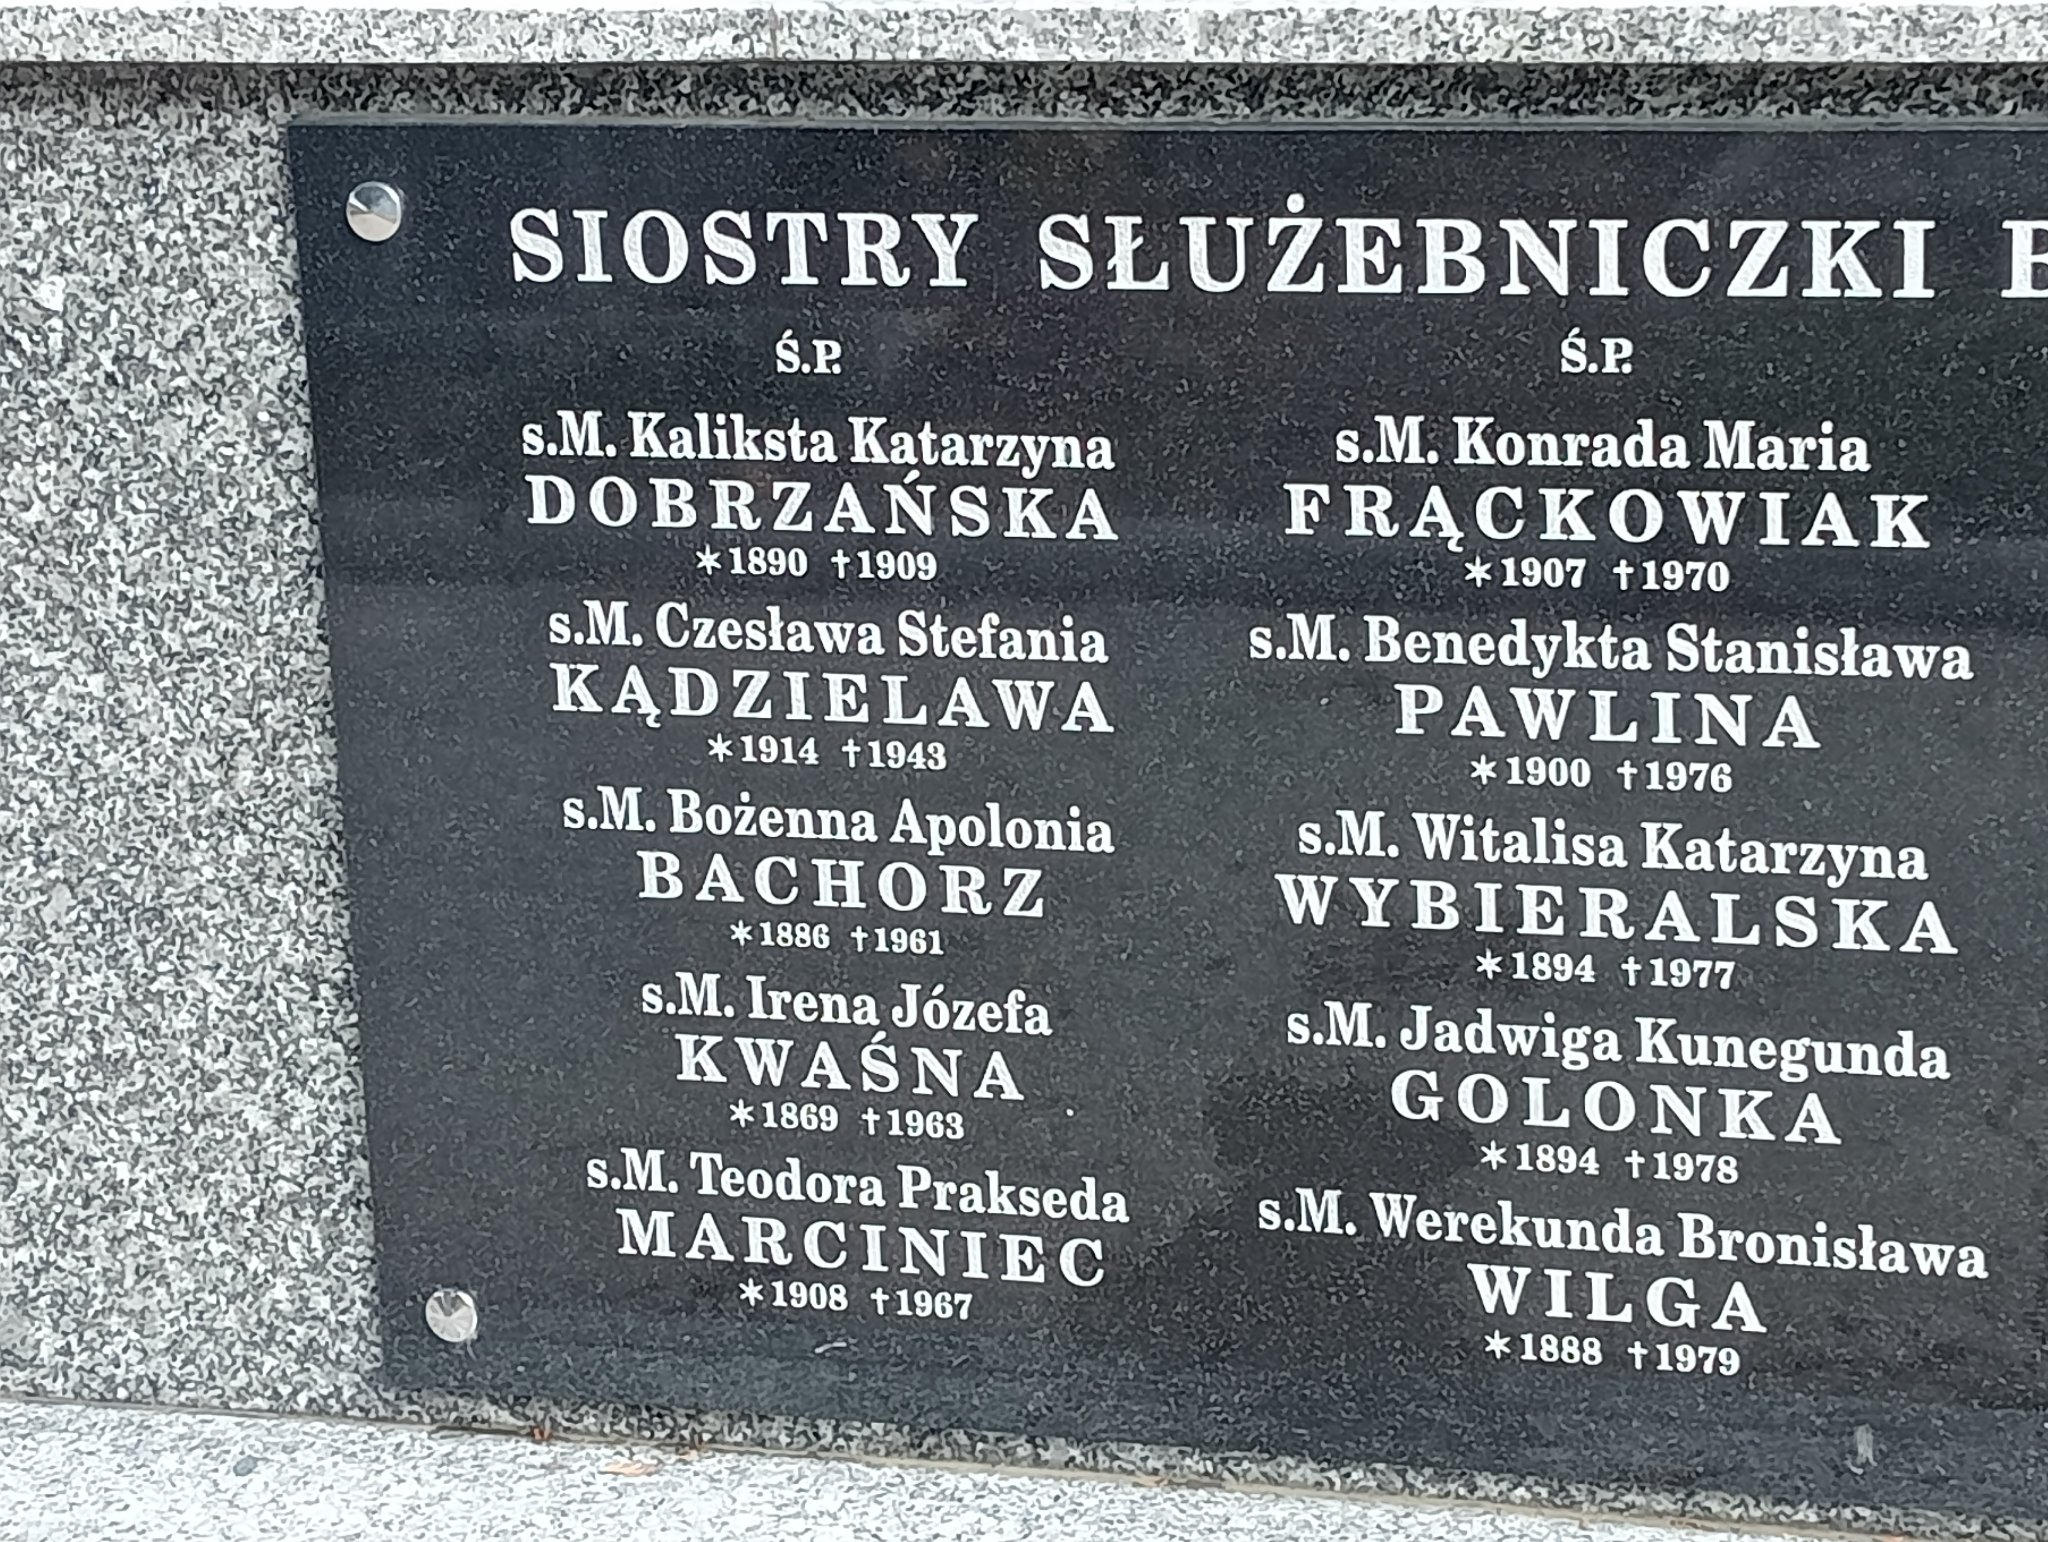 SIOSTRY SŁUŻEBNICZKI
Ś.P.
s.M. Kaliksta Katarzyna
DOBRZAŃSKA
*1890 †1909
s.M. Czesława Stefania
KĄDZIELAWA
*1914 †1943
s.M. Bożenna Apolonia
BACHORZ
*1886 †1961
s.M. Irena Józefa
KWAŚNA
*1869 †1963
s.M. Teodora Prakseda
MARCINIEC
*1908 †1967
Ś.P.
s.M. Konrada Maria
FRĄCKOWIAK
*1907 †1970
s.M. Benedykta Stanisława
PAWLINA
*1900 †1976
s.M. Witalisa Katarzyna
WYBIERALSKA
*1894 †1977
s.M. Jadwiga Kunegunda
GOLONKA
*1894 †1978
s.M. Werekunda Bronisława
WILGA
*1888 †1979